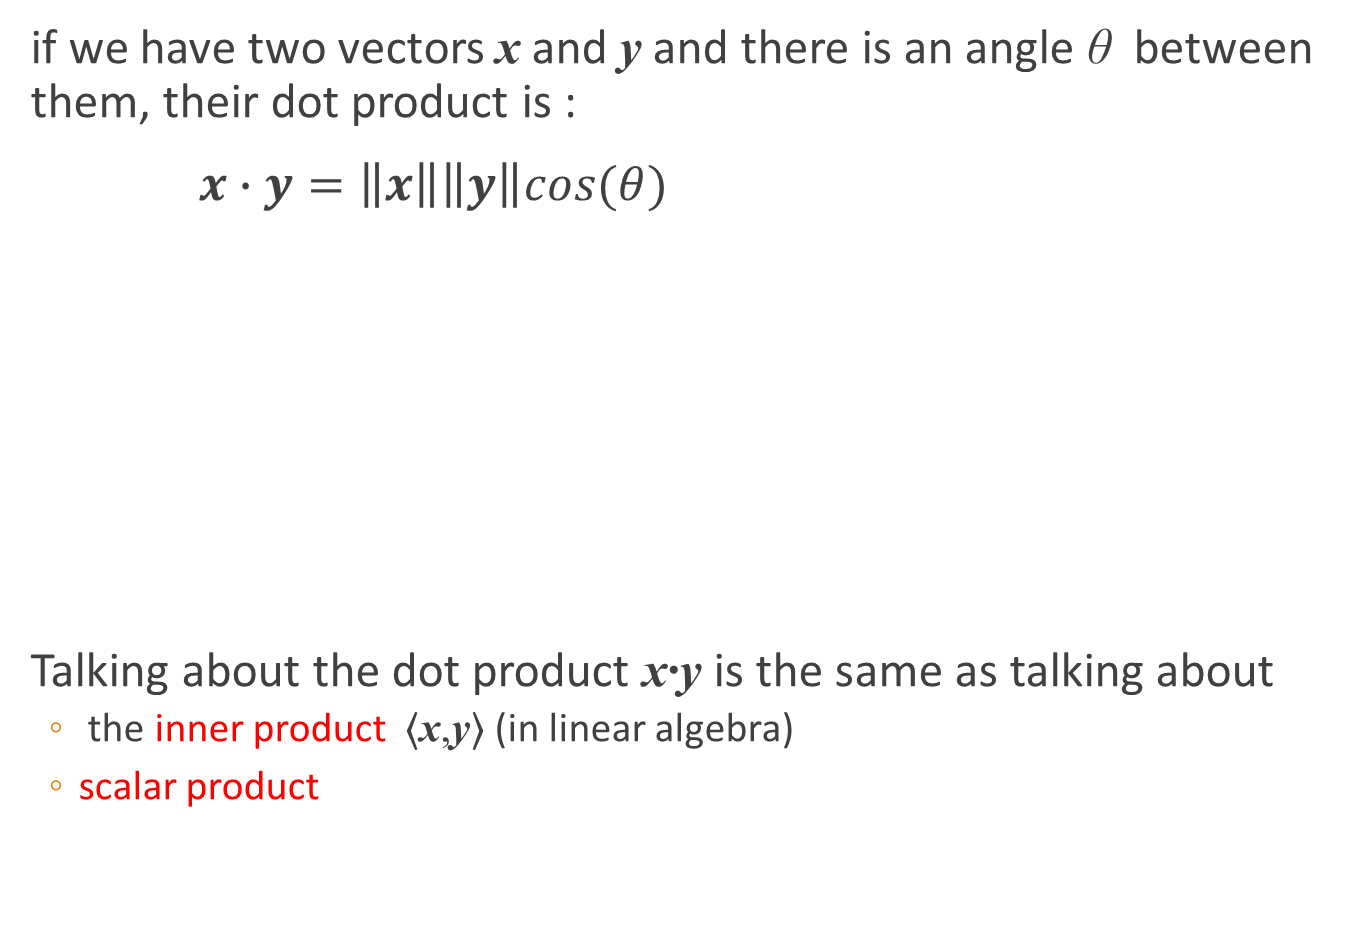 if we have two vectors x and y and there is an angle θ between
them, their dot product is :
x · y = ‖x‖‖y‖cos(θ)
Talking about the dot product x·y is the same as talking about
◦ the inner product ⟨x,y⟩ (in linear algebra)
◦ scalar product